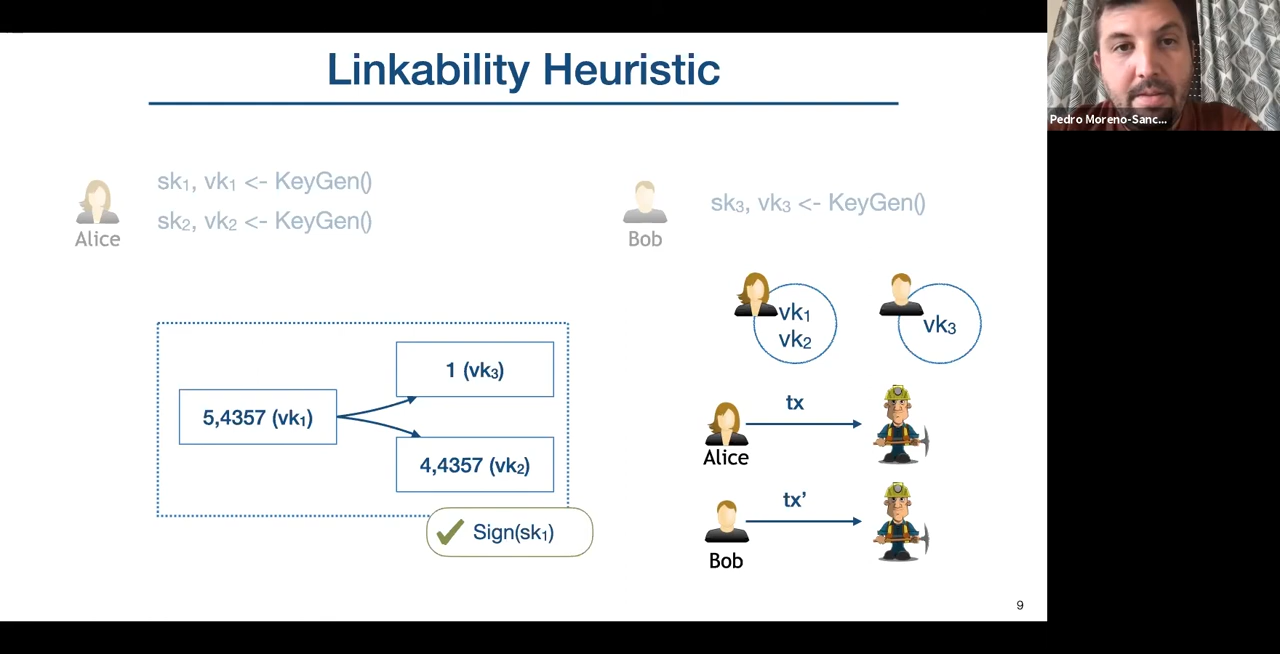 Linkability Heuristic
Pedro Moreno-Sanc...
sk₁, vk₁ <- KeyGen()
sk₂, vk₂ <- KeyGen()
Alice
sk₃, vk₃ <- KeyGen()
Bob
vk₁
vk₂
vk₃
1 (vk₃)
5,4357 (vk₁)
4,4357 (vk₂)
Sign(sk₁)
tx
Alice
tx’
Bob
9